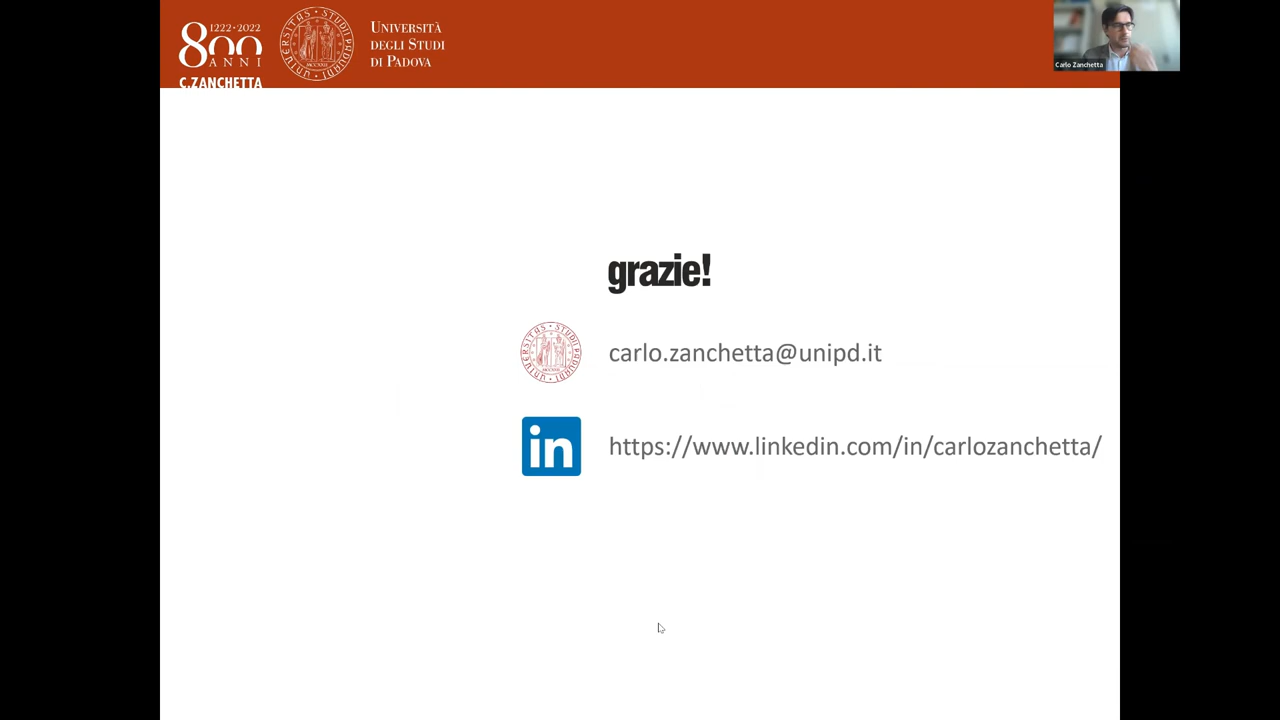 1222·2022
800
ANNI
C.ZANCHETTA
UNIVERSITÀ
DEGLI STUDI
DI PADOVA
Carlo Zanchetta
grazie!
carlo.zanchetta@unipd.it
in
https://www.linkedin.com/in/carlozanchetta/